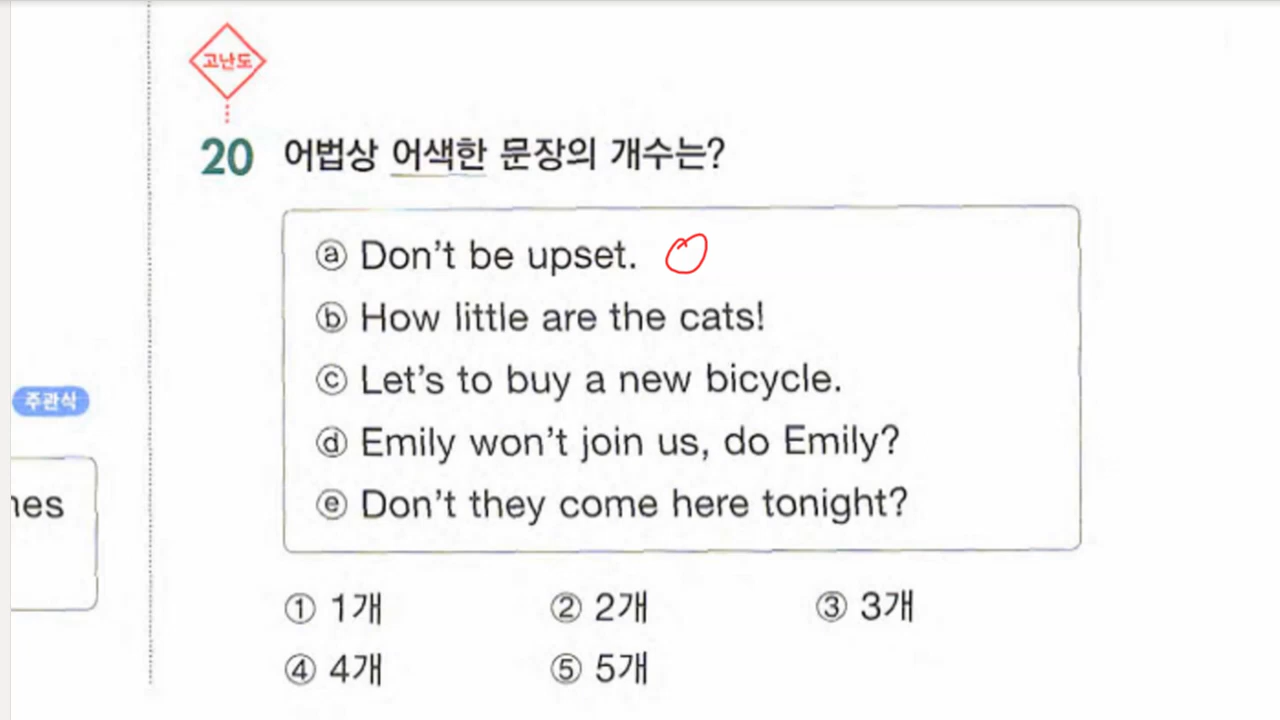 고난도
20 어법상 어색한 문장의 개수는?
ⓐ Don't be upset.
ⓑ How little are the cats!
ⓒ Let's to buy a new bicycle.
ⓓ Emily won't join us, do Emily?
ⓔ Don't they come here tonight?
① 1개 ② 2개 ③ 3개
④ 4개 ⑤ 5개
주관식